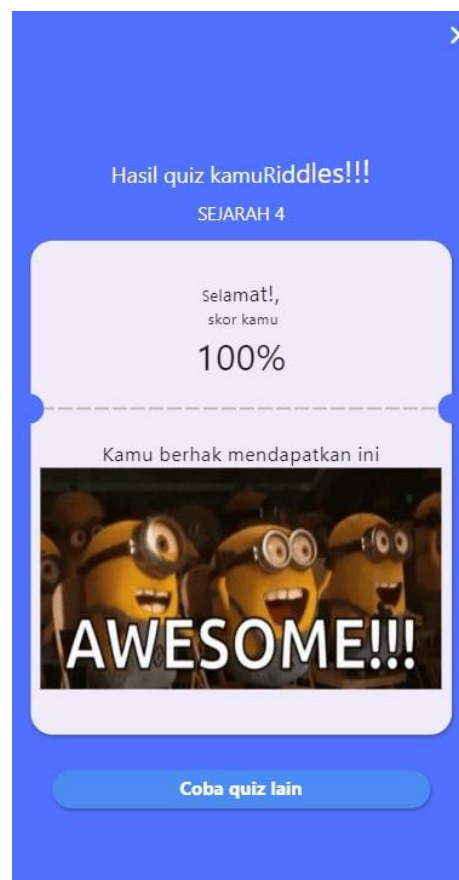 Hasil quiz kamuRiddles!!!
SEJARAH 4
Selamat!,
skor kamu
100%
Kamu berhak mendapatkan ini
AWESOME!!!
Coba quiz lain